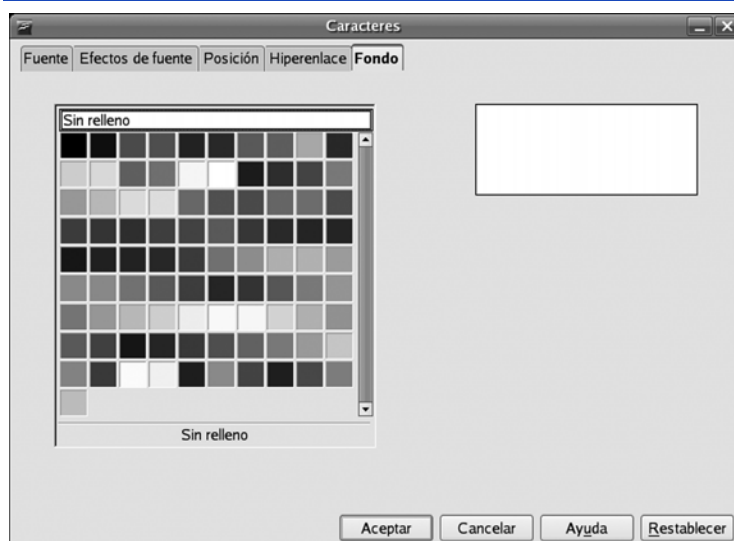 Caracteres
Fuente Efectos de fuente Posición Hiperenlace Fondo
Sin relleno
Sin relleno
Aceptar Cancelar Ayuda Restablecer